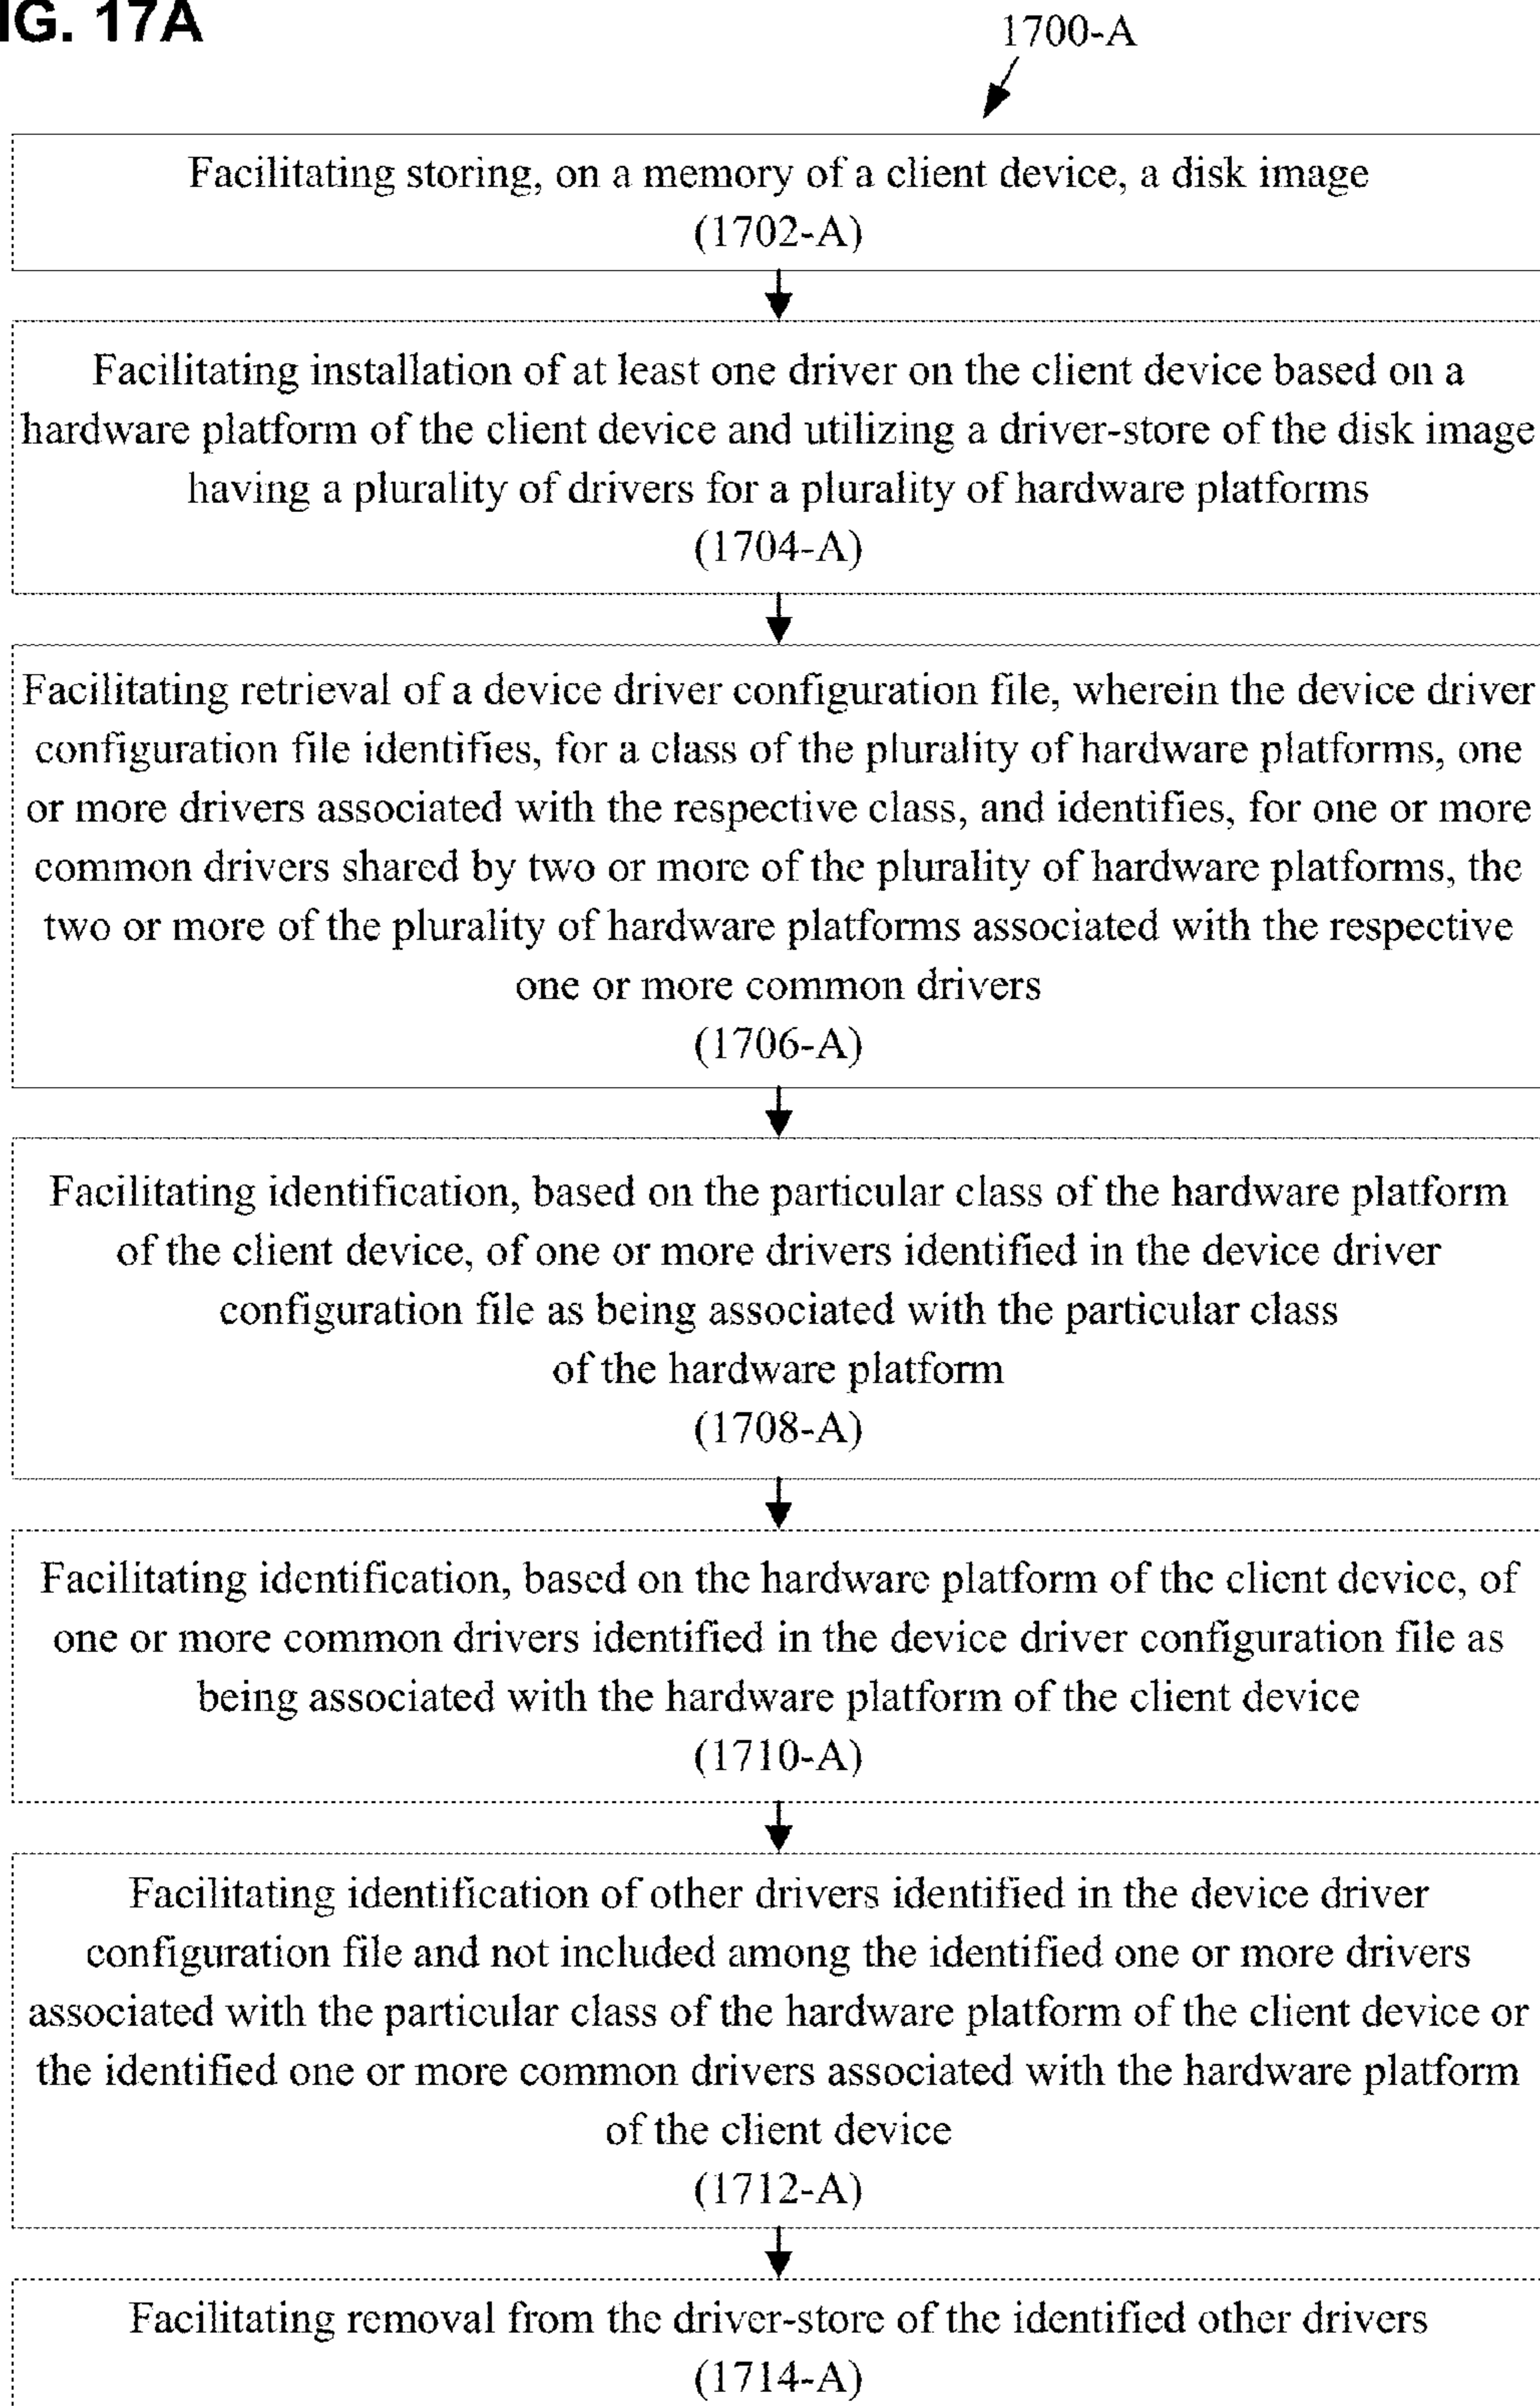 IG. 17A
1700-A
Facilitating storing, on a memory of a client device, a disk image
(1702-A)
Facilitating installation of at least one driver on the client device based on a
hardware platform of the client device and utilizing a driver-store of the disk image
having a plurality of drivers for a plurality of hardware platforms
(1704-A)
Facilitating retrieval of a device driver configuration file, wherein the device driver
configuration file identifies, for a class of the plurality of hardware platforms, one
or more drivers associated with the respective class, and identifies, for one or more
common drivers shared by two or more of the plurality of hardware platforms, the
two or more of the plurality of hardware platforms associated with the respective
one or more common drivers
(1706-A)
Facilitating identification, based on the particular class of the hardware platform
of the client device, of one or more drivers identified in the device driver
configuration file as being associated with the particular class
of the hardware platform
(1708-A)
Facilitating identification, based on the hardware platform of the client device, of
one or more common drivers identified in the device driver configuration file as
being associated with the hardware platform of the client device
(1710-A)
Facilitating identification of other drivers identified in the device driver
configuration file and not included among the identified one or more drivers
associated with the particular class of the hardware platform of the client device or
the identified one or more common drivers associated with the hardware platform
of the client device
(1712-A)
Facilitating removal from the driver-store of the identified other drivers
(1714-A)